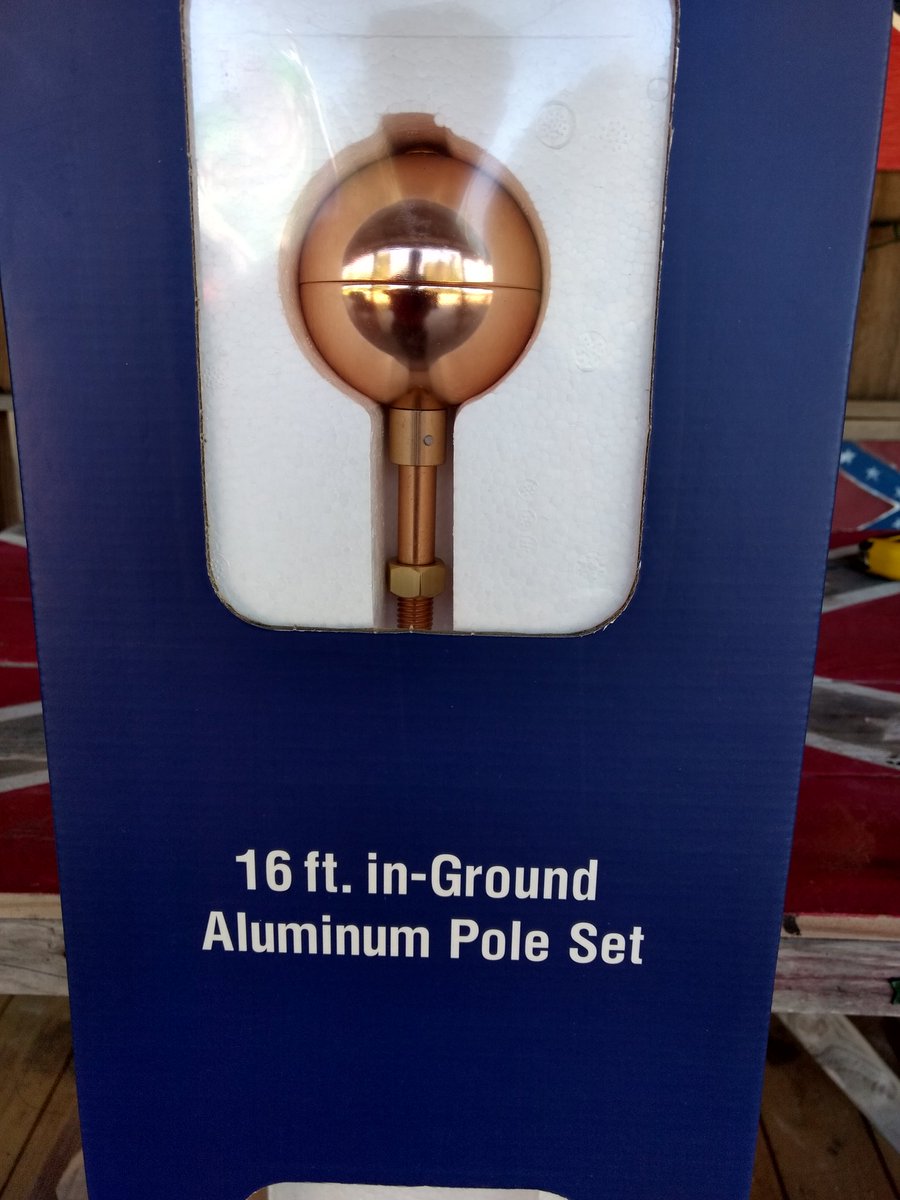 16 ft. in-Ground
Aluminum Pole Set